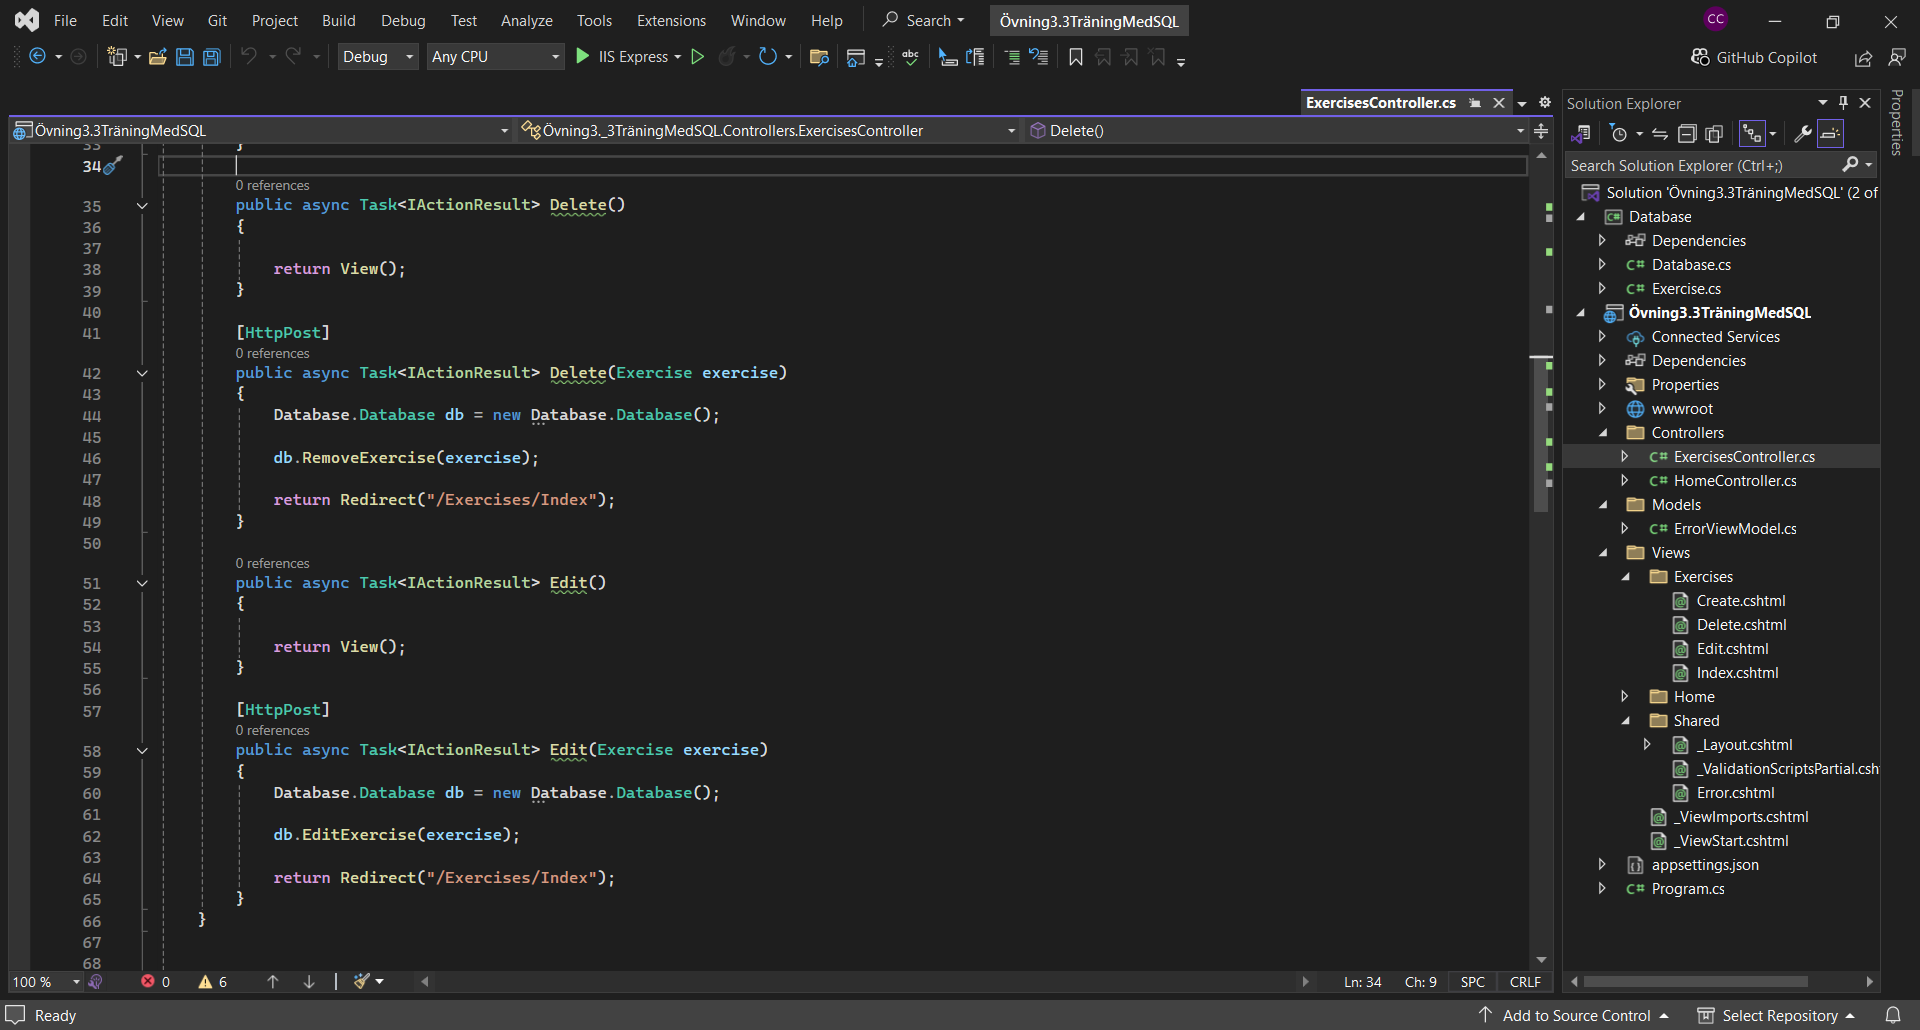 File Edit View Git Project Build Debug Test Analyze Tools Extensions Window Help Search Övning3.3TräningMedSQL CC
Debug Any CPU IIS Express abc GitHub Copilot
ExercisesController.cs
Övning3.3TräningMedSQL Övning3._3TräningMedSQL.Controllers.ExercisesController Delete()
33 }
34
0 references
35 public async Task<IActionResult> Delete()
36 {
37
38 return View();
39 }
40
41 [HttpPost]
0 references
42 public async Task<IActionResult> Delete(Exercise exercise)
43 {
44 Database.Database db = new Database.Database();
45
46 db.RemoveExercise(exercise);
47
48 return Redirect("/Exercises/Index");
49 }
50
0 references
51 public async Task<IActionResult> Edit()
52 {
53
54 return View();
55 }
56
57 [HttpPost]
0 references
58 public async Task<IActionResult> Edit(Exercise exercise)
59 {
60 Database.Database db = new Database.Database();
61
62 db.EditExercise(exercise);
63
64 return Redirect("/Exercises/Index");
65 }
66 }
67
68
100 % 0 6 Ln: 34 Ch: 9 SPC CRLF
Solution Explorer
Search Solution Explorer (Ctrl+;)
Solution 'Övning3.3TräningMedSQL' (2 of
Database
Dependencies
C# Database.cs
C# Exercise.cs
Övning3.3TräningMedSQL
Connected Services
Dependencies
Properties
wwwroot
Controllers
C# ExercisesController.cs
C# HomeController.cs
Models
C# ErrorViewModel.cs
Views
Exercises
Create.cshtml
Delete.cshtml
Edit.cshtml
Index.cshtml
Home
Shared
_Layout.cshtml
_ValidationScriptsPartial.csh
Error.cshtml
_ViewImports.cshtml
_ViewStart.cshtml
appsettings.json
C# Program.cs
Properties
Ready Add to Source Control Select Repository